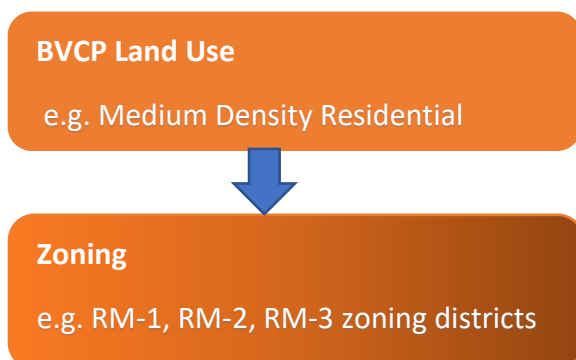 BVCP Land Use
e.g. Medium Density Residential
Zoning
e.g. RM-1, RM-2, RM-3 zoning districts